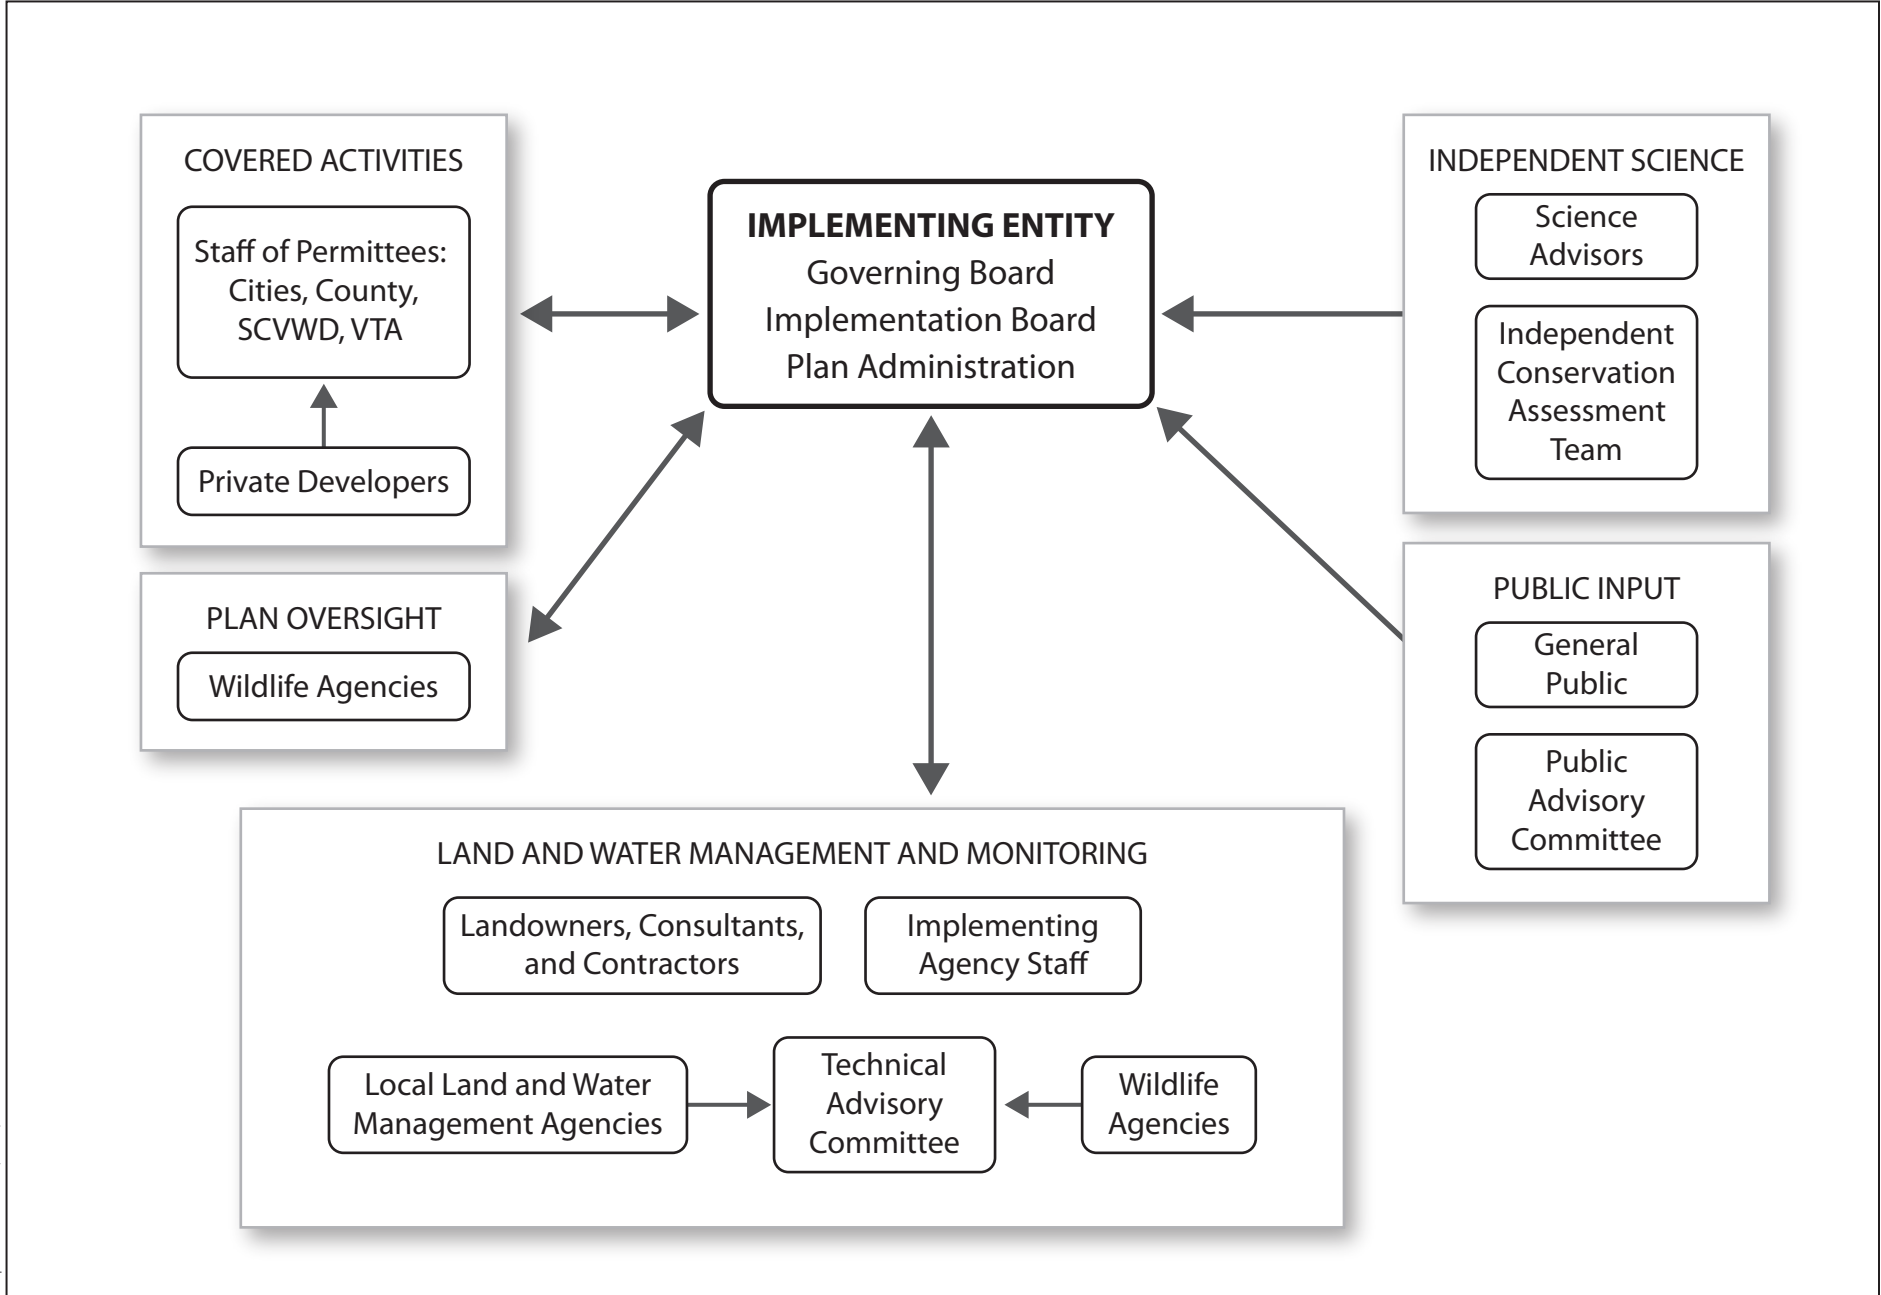 COVERED ACTIVITIES
Staff of Permittees:
Cities, County,
SCVWD, VTA
Private Developers
PLAN OVERSIGHT
Wildlife Agencies
IMPLEMENTING ENTITY
Governing Board
Implementation Board
Plan Administration
INDEPENDENT SCIENCE
Science
Advisors
Independent
Conservation
Assessment
Team
PUBLIC INPUT
General
Public
Public
Advisory
Committee
LAND AND WATER MANAGEMENT AND MONITORING
Landowners, Consultants,
and Contractors
Implementing
Agency Staff
Local Land and Water
Management Agencies
Technical
Advisory
Committee
Wildlife
Agencies